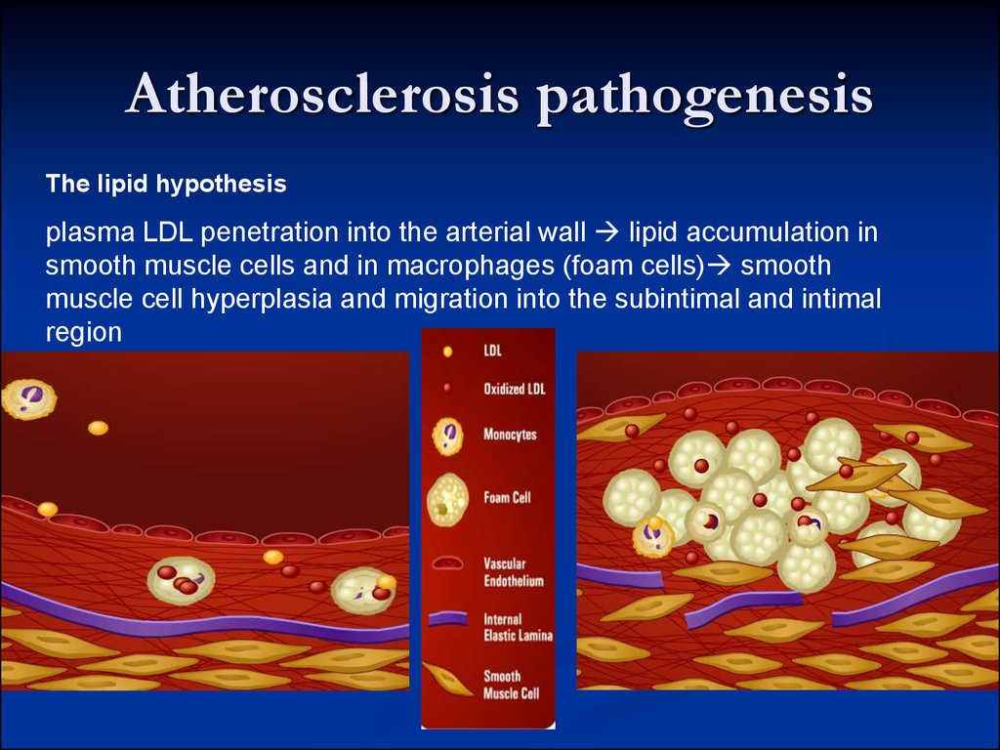 Atherosclerosis pathogenesis
The lipid hypothesis
plasma LDL penetration into the arterial wall → lipid accumulation in
smooth muscle cells and in macrophages (foam cells)→ smooth
muscle cell hyperplasia and migration into the subintimal and intimal
region
LDL
Oxidized LDL
Monocytes
Foam Cell
Vascular
Endothelium
Internal
Elastic Lamina
Smooth
Muscle Cell